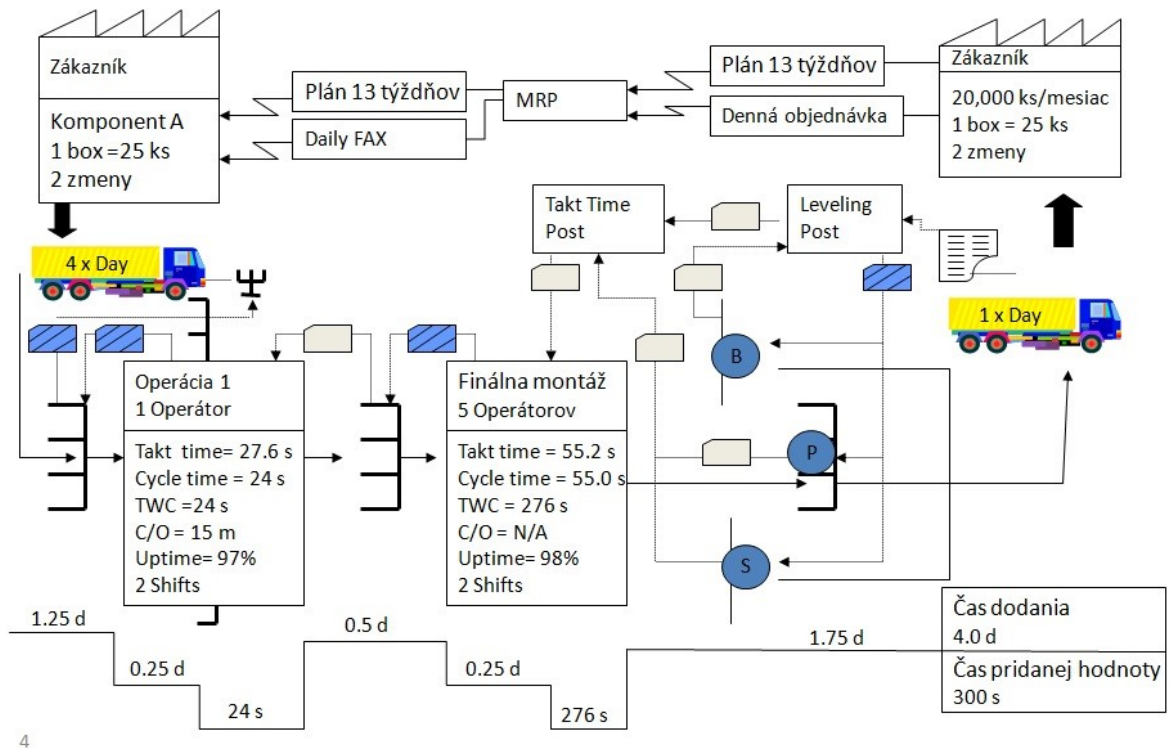 Zákazník
Komponent A
1 box =25 ks
2 zmeny
Plán 13 týždňov
Daily FAX
MRP
Plán 13 týždňov
Denná objednávka
Zákazník
20,000 ks/mesiac
1 box = 25 ks
2 zmeny
Takt Time
Post
Leveling
Post
4 x Day
1 x Day
B
P
S
Operácia 1
1 Operátor
Takt time= 27.6 s
Cycle time = 24 s
TWC =24 s
C/O = 15 m
Uptime= 97%
2 Shifts
Finálna montáž
5 Operátorov
Takt time = 55.2 s
Cycle time = 55.0 s
TWC = 276 s
C/O = N/A
Uptime= 98%
2 Shifts
1.25 d
0.25 d
24 s
0.5 d
0.25 d
276 s
1.75 d
Čas dodania
4.0 d
Čas pridanej hodnoty
300 s
4